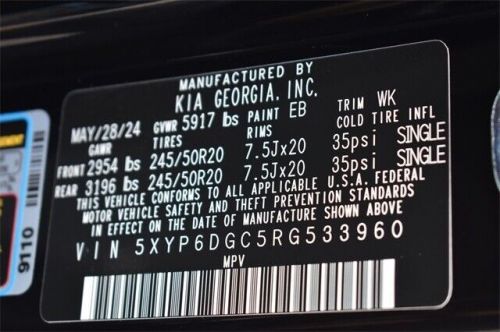 MANUFACTURED BY
KIA GEORGIA, INC.
MAY/28/24 GVWR 5917 lbs PAINT EB TRIM WK
GAWR TIRES RIMS COLD TIRE INFL
FRONT 2954 lbs 245/50R20 7.5Jx20 35psi SINGLE
REAR 3196 lbs 245/50R20 7.5Jx20 35psi SINGLE
THIS VEHICLE CONFORMS TO ALL APPLICABLE U.S.A. FEDERAL
MOTOR VEHICLE SAFETY AND THEFT PREVENTION STANDARDS
IN EFFECT ON THE DATE OF MANUFACTURE SHOWN ABOVE
VIN 5XYP6DGC5RG533960
MPV
9110